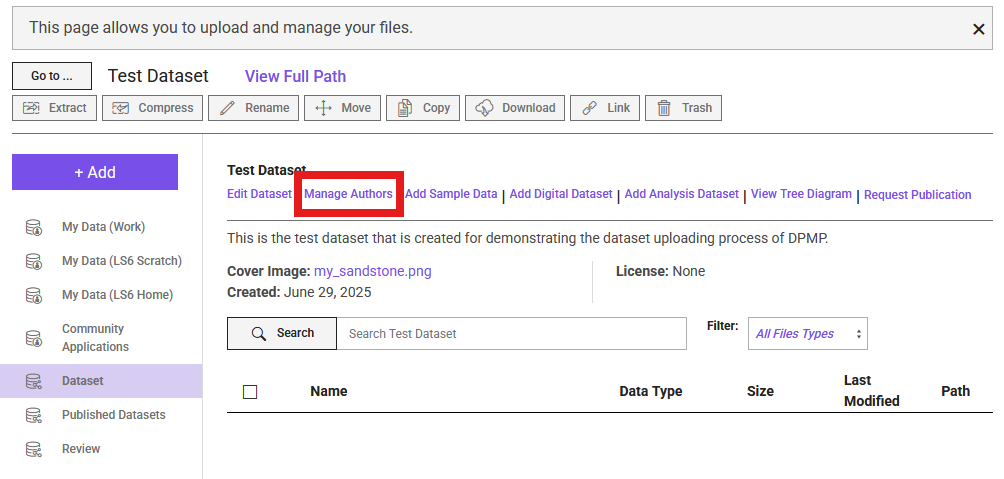 This page allows you to upload and manage your files.
Go to ... Test Dataset View Full Path
Extract Compress Rename Move Copy Download Link Trash
+ Add
My Data (Work)
My Data (LS6 Scratch)
My Data (LS6 Home)
Community
Applications
Dataset
Published Datasets
Review
Test Dataset
Edit Dataset Manage Authors Add Sample Data | Add Digital Dataset | Add Analysis Dataset | View Tree Diagram | Request Publication
This is the test dataset that is created for demonstrating the dataset uploading process of DPMP.
Cover Image: my_sandstone.png License: None
Created: June 29, 2025
Search Search Test Dataset Filter: All Files Types
Name Data Type Size Last Modified Path